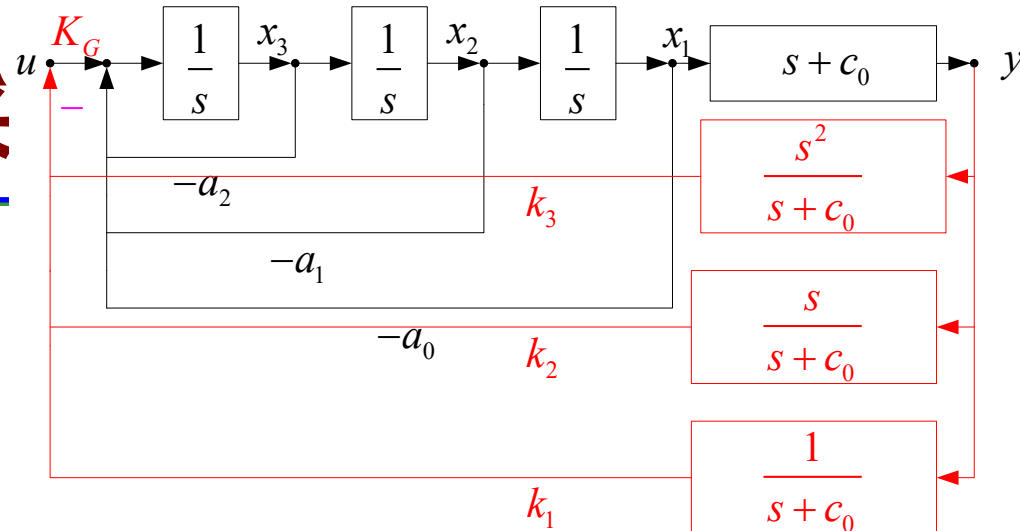 K_G
u
−
1/s
x_3
1/s
x_2
1/s
x_1
s + c_0
y
−a_2
k_3
s^2/(s + c_0)
−a_1
−a_0
k_2
s/(s + c_0)
k_1
1/(s + c_0)